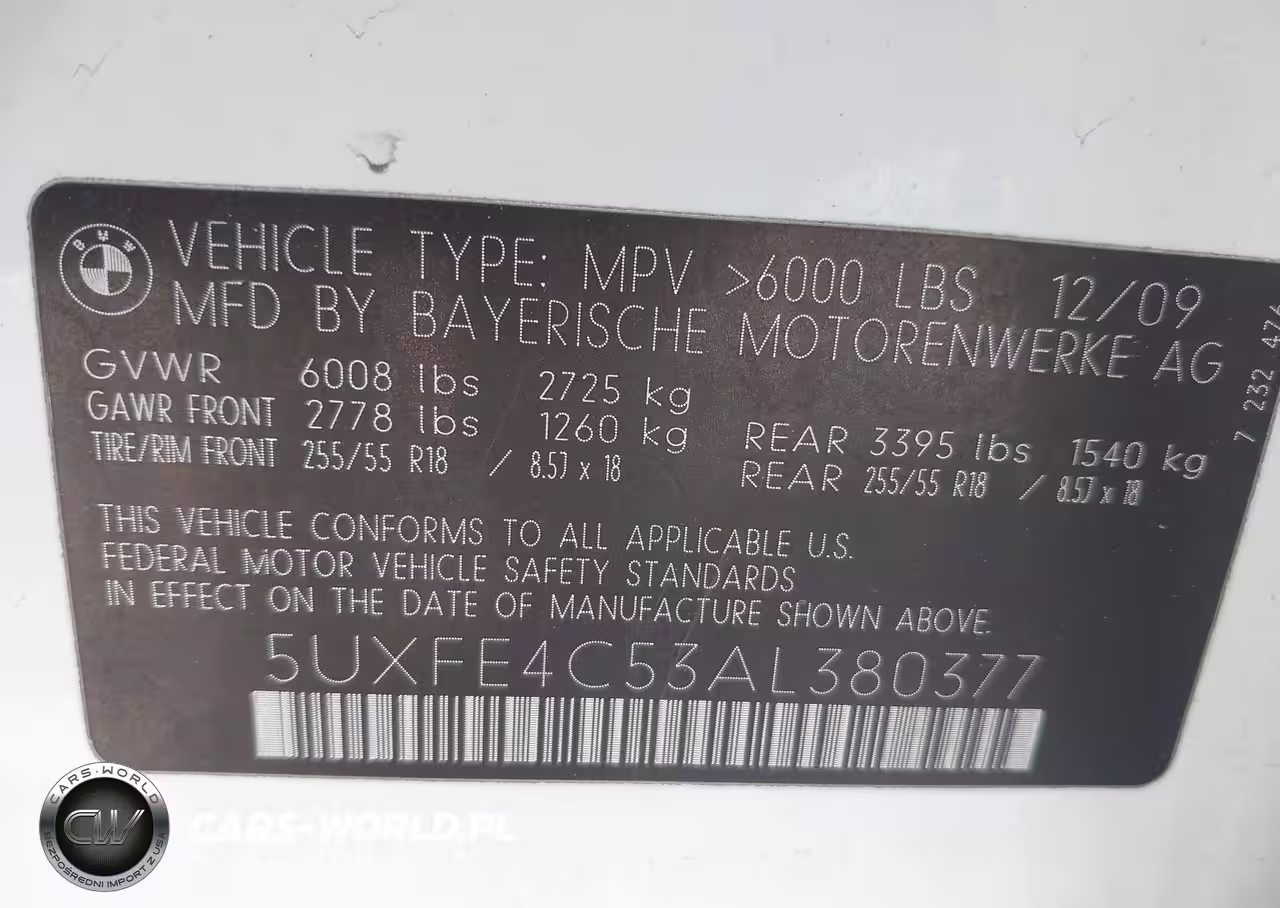 BMW
VEHICLE TYPE: MPV >6000 LBS 12/09
MFD BY BAYERISCHE MOTORENWERKE AG
GVWR 6008 lbs 2725 kg
GAWR FRONT 2778 lbs 1260 kg REAR 3395 lbs 1540 kg
TIRE/RIM FRONT 255/55 R18 / 8.5J x 18 REAR 255/55 R18 / 8.5J x 18
THIS VEHICLE CONFORMS TO ALL APPLICABLE U.S.
FEDERAL MOTOR VEHICLE SAFETY STANDARDS
IN EFFECT ON THE DATE OF MANUFACTURE SHOWN ABOVE.
5UXFE4C53AL380377
7 232
CARS-WORLD
CW
BEZPOŚREDNI IMPORT Z USA
CARS-WORLD.PL